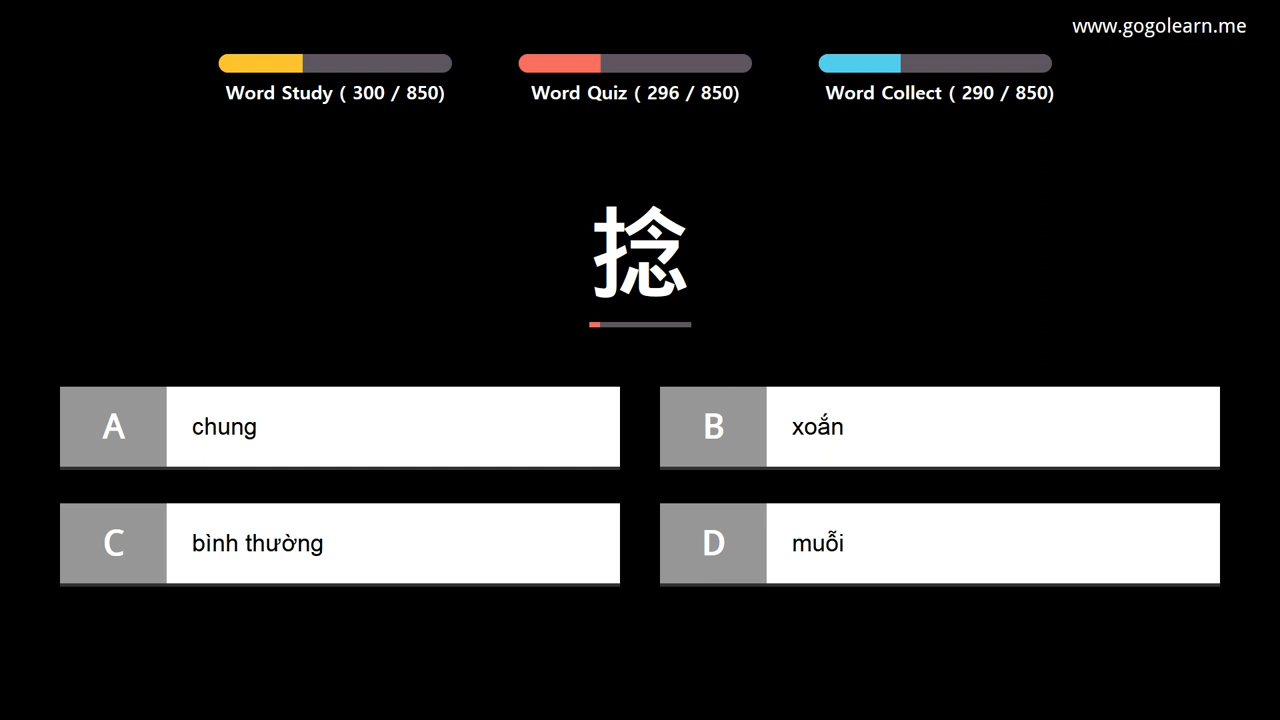 www.gogolearn.me
Word Study ( 300 / 850)
Word Quiz ( 296 / 850)
Word Collect ( 290 / 850)
捻
A chung
B xoắn
C bình thường
D muỗi